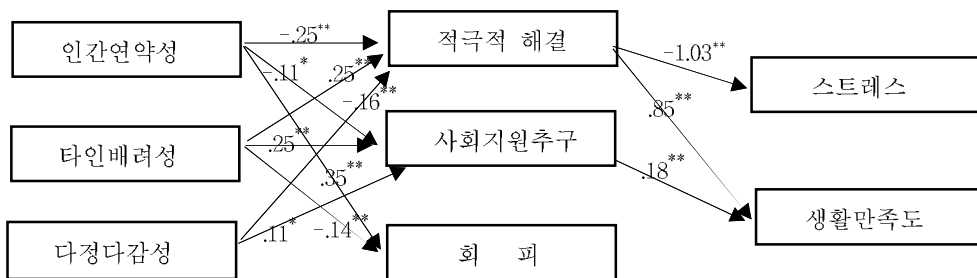 인간연약성
타인배려성
다정다감성
-.25**
-.11*
.25**
-.16**
.25**
.35**
.11*
-.14**
적극적 해결
사회지원추구
회 피
-1.03**
.85**
.18**
스트레스
생활만족도